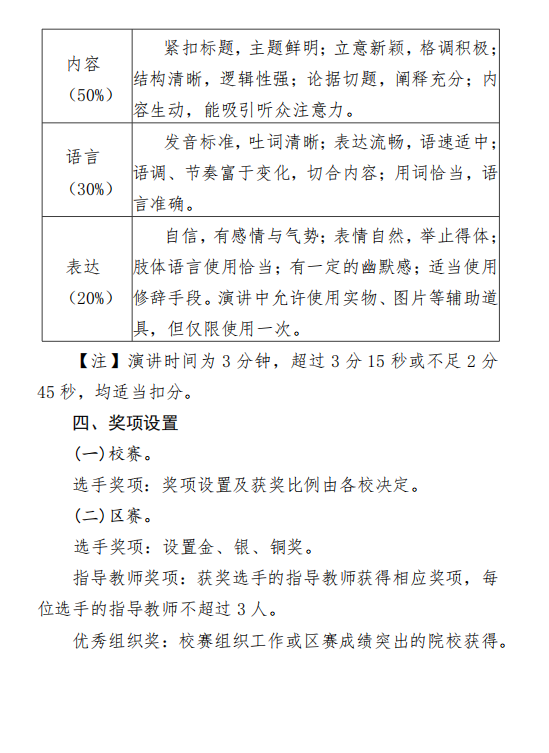 内容
（50%）
紧扣标题，主题鲜明；立意新颖，格调积极；
结构清晰，逻辑性强；论据切题，阐释充分；内
容生动，能吸引听众注意力。
语言
（30%）
发音标准，吐词清晰；表达流畅，语速适中；
语调、节奏富于变化，切合内容；用词恰当，语
言准确。
表达
（20%）
自信，有感情与气势；表情自然，举止得体；
肢体语言使用恰当；有一定的幽默感；适当使用
修辞手段。演讲中允许使用实物、图片等辅助道
具，但仅限使用一次。
【注】演讲时间为 3 分钟，超过 3 分 15 秒或不足 2 分
45 秒，均适当扣分。
四、奖项设置
(一)校赛。
选手奖项：奖项设置及获奖比例由各校决定。
(二)区赛。
选手奖项：设置金、银、铜奖。
指导教师奖项：获奖选手的指导教师获得相应奖项，每
位选手的指导教师不超过 3 人。
优秀组织奖：校赛组织工作或区赛成绩突出的院校获得。